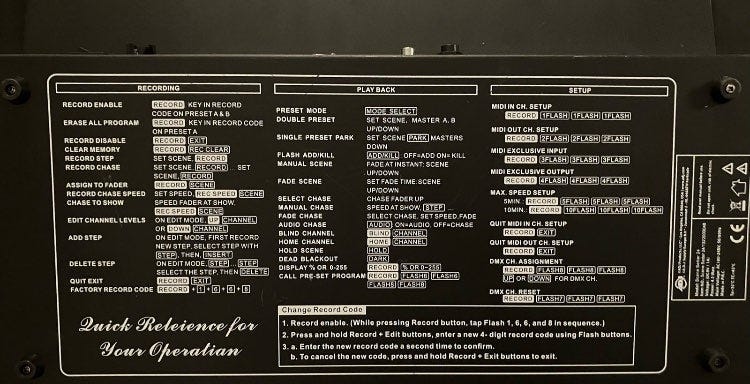 RECORDING
RECORD ENABLE RECORD KEY IN RECORD
CODE ON PRESET A & B
ERASE ALL PROGRAM RECORD KEY IN RECORD CODE
ON PRESET A
RECORD DISABLE RECORD EXIT
CLEAR MEMORY RECORD REC CLEAR
RECORD STEP SET SCENE, RECORD
RECORD CHASE SET SCENE, RECORD ... SET
SCENE, RECORD
ASSIGN TO FADER RECORD SCENE
RECORD CHASE SPEED SET SPEED, REC SPEED SCENE
CHASE TO SHOW SPEED FADER AT SHOW,
REC SPEED SCENE
EDIT CHANNEL LEVELS ON EDIT MODE, UP CHANNEL
OR DOWN CHANNEL
ADD STEP ON EDIT MODE, FIRST RECORD
NEW STEP, SELECT STEP WITH
STEP, THEN, INSERT
DELETE STEP ON EDIT MODE, STEP ... STEP
SELECT THE STEP, THEN DELETE
QUIT EXIT RECORD EXIT
FACTORY RECORD CODE RECORD +1 +6 +6 +8
PLAY BACK
PRESET MODE MODE SELECT
DOUBLE PRESET SET SCENE, MASTER A, B
UP/DOWN
SINGLE PRESET PARK SET SCENE PARK MASTERS
DOWN
FLASH ADD/KILL ADD/KILL OFF=ADD ON= KILL
MANUAL SCENE FADE AT INSTANT: SCENE
UP/DOWN
FADE SCENE SET FADE TIME:SCENE
UP/DOWN
SELECT CHASE CHASE FADER UP
MANUAL CHASE SPEED AT SHOW, STEP ...
FADE CHASE SELECT CHASE, SET SPEED,FADE
AUDIO CHASE AUDIO ON=AUDIO, OFF=CHASE
BLIND CHANNEL BLIND CHANNEL
HOME CHANNEL HOME CHANNEL
HOLD SCENE HOLD
DEAD BLACKOUT DARK
DISPLAY % OR 0-255 RECORD % OR 0-255
CALL PRE-SET PROGRAM RECORD FLASH6 FLASH6
FLASH6 FLASH6
SETUP
MIDI IN CH. SETUP
RECORD 1FLASH 1FLASH 1FLASH
MIDI OUT CH. SETUP
RECORD 2FLASH 2FLASH 2FLASH
MIDI EXCLUSIVE INPUT
RECORD 3FLASH 3FLASH 3FLASH
MIDI EXCLUSIVE OUTPUT
RECORD 4FLASH 4FLASH 4FLASH
MAX. SPEED SETUP
5MIN.: RECORD 5FLASH 5FLASH 5FLASH
10MIN.: RECORD 10FLASH 10FLASH 10FLASH
QUIT MIDI IN CH. SETUP
RECORD EXIT
QUIT MIDI OUT CH. SETUP
RECORD EXIT
DMX CH. ASSIGNMENT
RECORD FLASH8 FLASH8 FLASH8
UP OR DOWN FOR DMX CH.
DMX CH. RESET
RECORD FLASH7 FLASH7 FLASH7
Quick Releience for
Your Operatian
Change Record Code
1. Record enable. (While pressing Record button, tap Flash 1, 6, 6, and 8 in sequence.)
2. Press and hold Record + Edit buttons, enter a new 4- digit record code using Flash buttons.
3. a. Enter the new record code a second time to confirm.
b. To cancel the new code, press and hold Record + Exit buttons to exit.